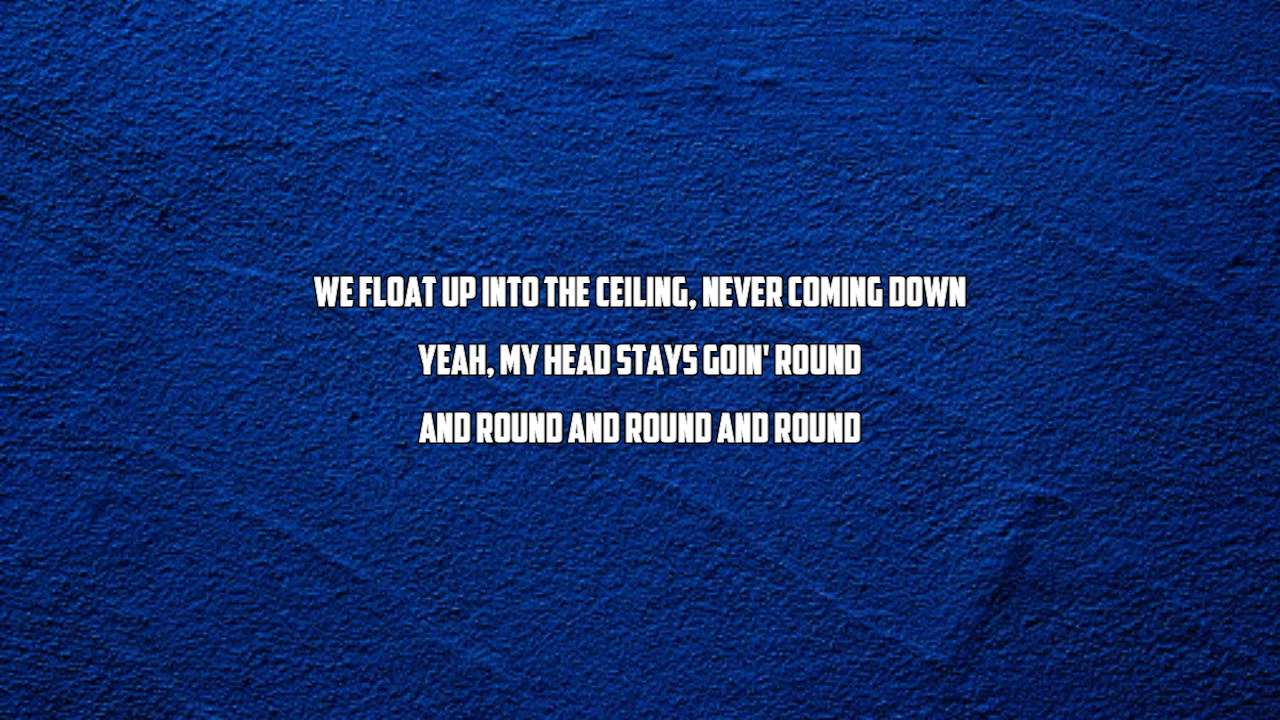 WE FLOAT UP INTO THE CEILING, NEVER COMING DOWN
YEAH, MY HEAD STAYS GOIN' ROUND
AND ROUND AND ROUND AND ROUND